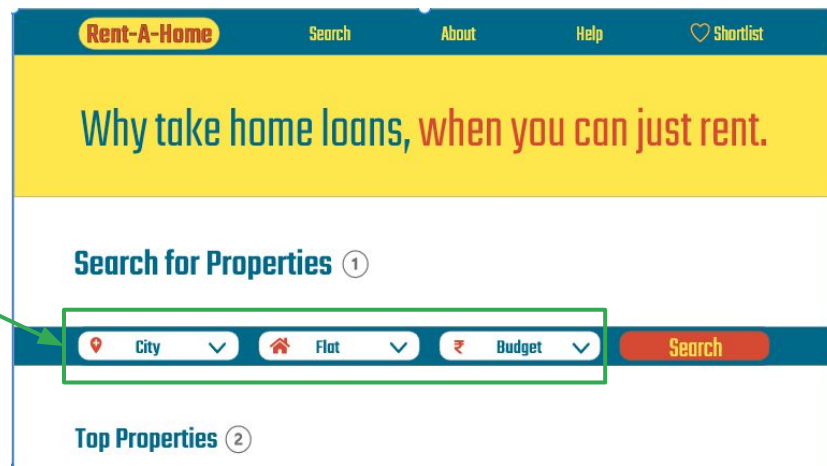 Rent-A-Home Search About Help Shortlist
Why take home loans, when you can just rent.
Search for Properties 1
City Flat ₹ Budget Search
Top Properties 2